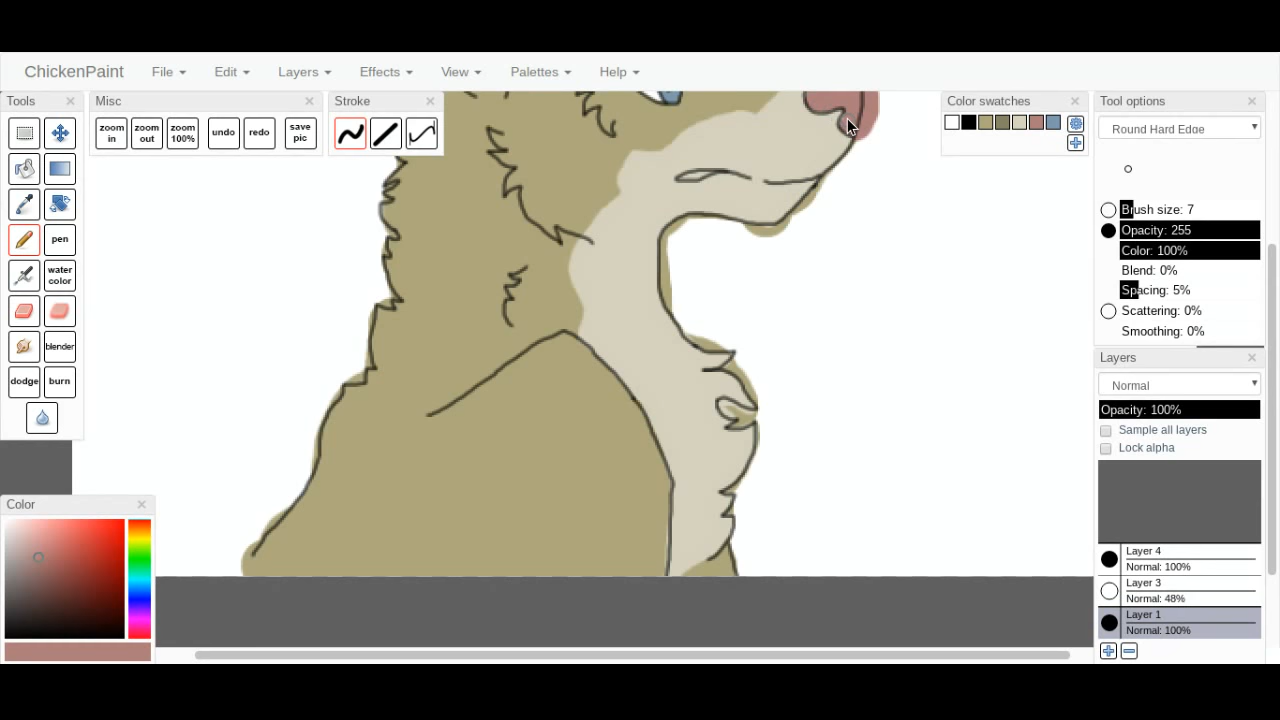 ChickenPaint File Edit Layers Effects View Palettes Help
Tools
Misc
Stroke
Color swatches
Tool options
zoom in
zoom out
zoom 100%
undo
redo
save pic
Round Hard Edge
Brush size: 7
Opacity: 255
Color: 100%
Blend: 0%
Spacing: 5%
Scattering: 0%
Smoothing: 0%
pen
water color
blender
dodge
burn
Layers
Normal
Opacity: 100%
Sample all layers
Lock alpha
Layer 4
Normal: 100%
Layer 3
Normal: 48%
Layer 1
Normal: 100%
Color